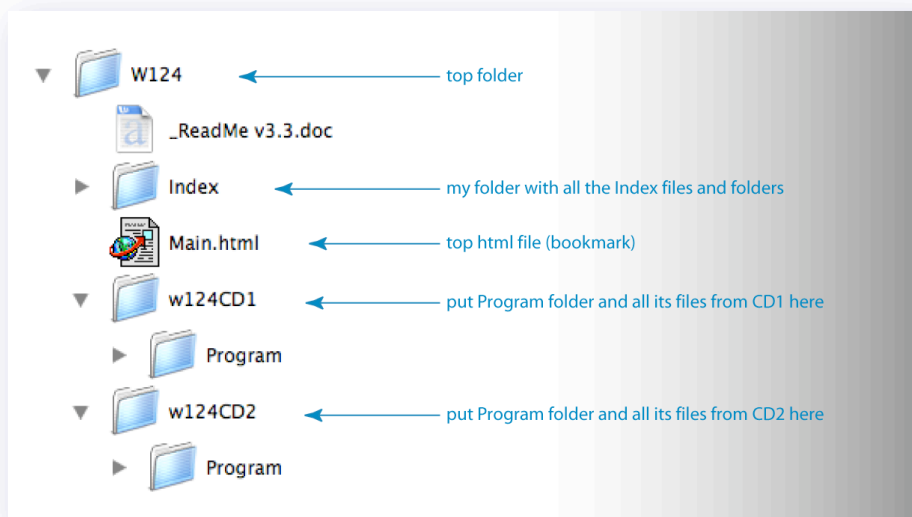 W124 top folder
_ReadMe v3.3.doc
Index my folder with all the Index files and folders
Main.html top html file (bookmark)
w124CD1 put Program folder and all its files from CD1 here
Program
w124CD2 put Program folder and all its files from CD2 here
Program